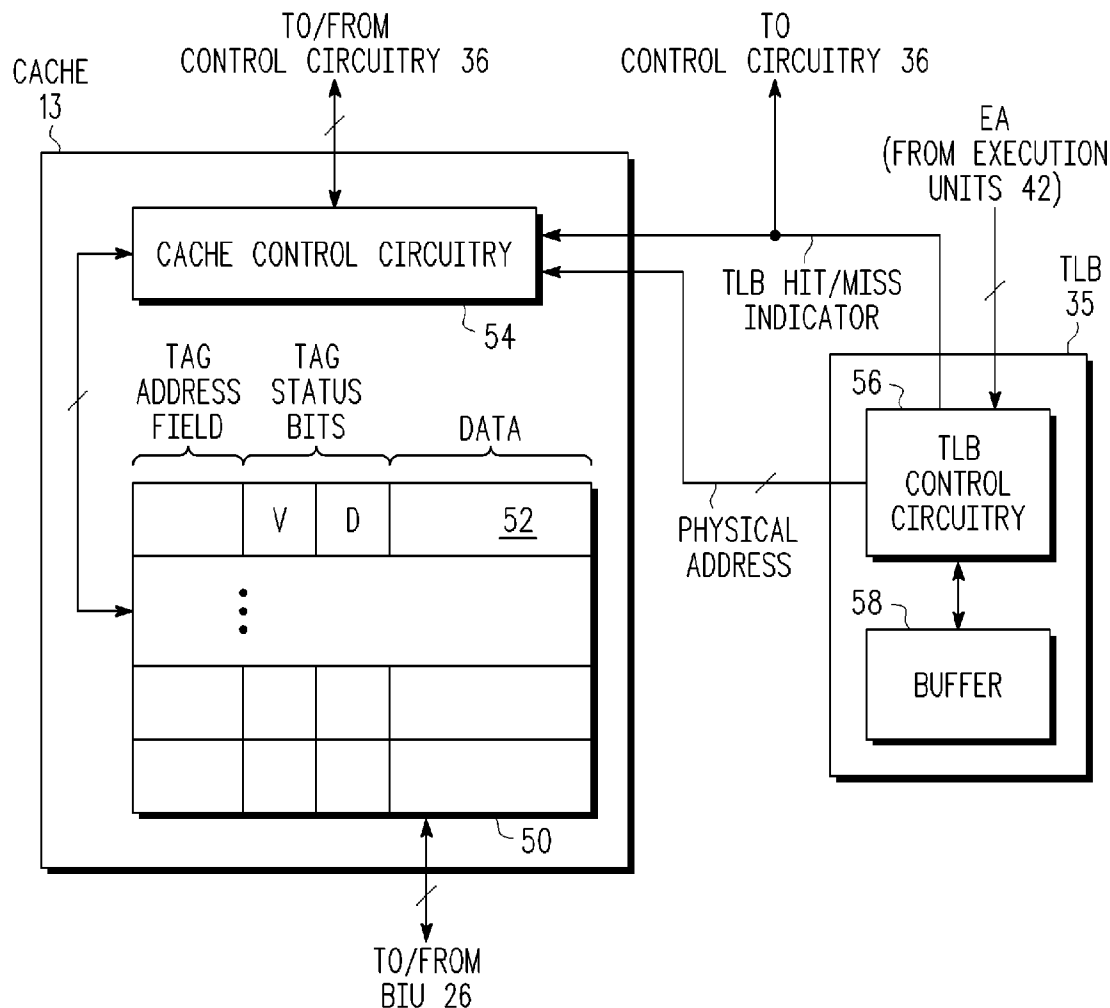 TO/FROM
CONTROL CIRCUITRY 36
TO
CONTROL CIRCUITRY 36
CACHE
13
EA
(FROM EXECUTION
UNITS 42)
CACHE CONTROL CIRCUITRY
54
TLB HIT/MISS
INDICATOR
TLB
35
TAG
ADDRESS
FIELD
TAG
STATUS
BITS
DATA
56
TLB
CONTROL
CIRCUITRY
V
D
52
PHYSICAL
ADDRESS
58
BUFFER
50
TO/FROM
BIU 26